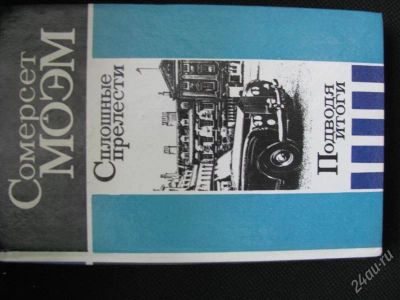 Сомерсет
МОЭМ
Сплошные
прелести
Подводя
итоги
24au.ru